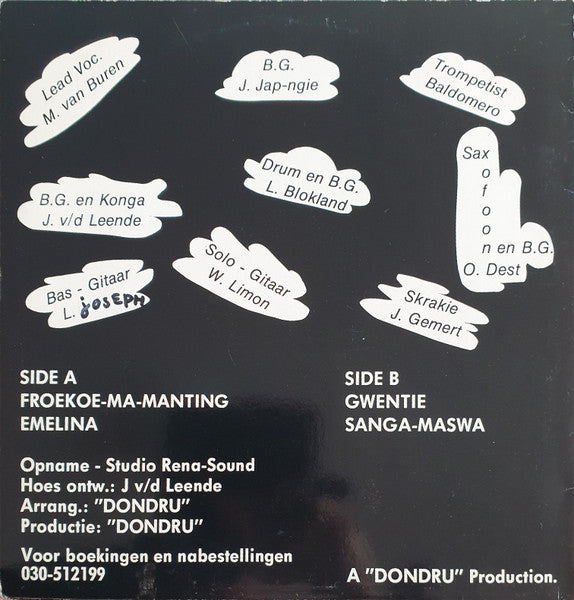 Lead Voc.
M. van Buren
B.G.
J. Jap-ngie
Trompetist
Baldomero
B.G. en Konga
J. v/d Leende
Drum en B.G.
L. Blokland
Saxofoon en B.G.
O. Dest
Bas - Gitaar
L. JOSEPH
Solo - Gitaar
W. Limon
Skrakie
J. Gemert
SIDE A
FROEKOE-MA-MANTING
EMELINA
SIDE B
GWENTIE
SANGA-MASWA
Opname - Studio Rena-Sound
Hoes ontw.: J v/d Leende
Arrang.: "DONDRU"
Productie: "DONDRU"
Voor boekingen en nabestellingen
030-512199
A "DONDRU" Production.